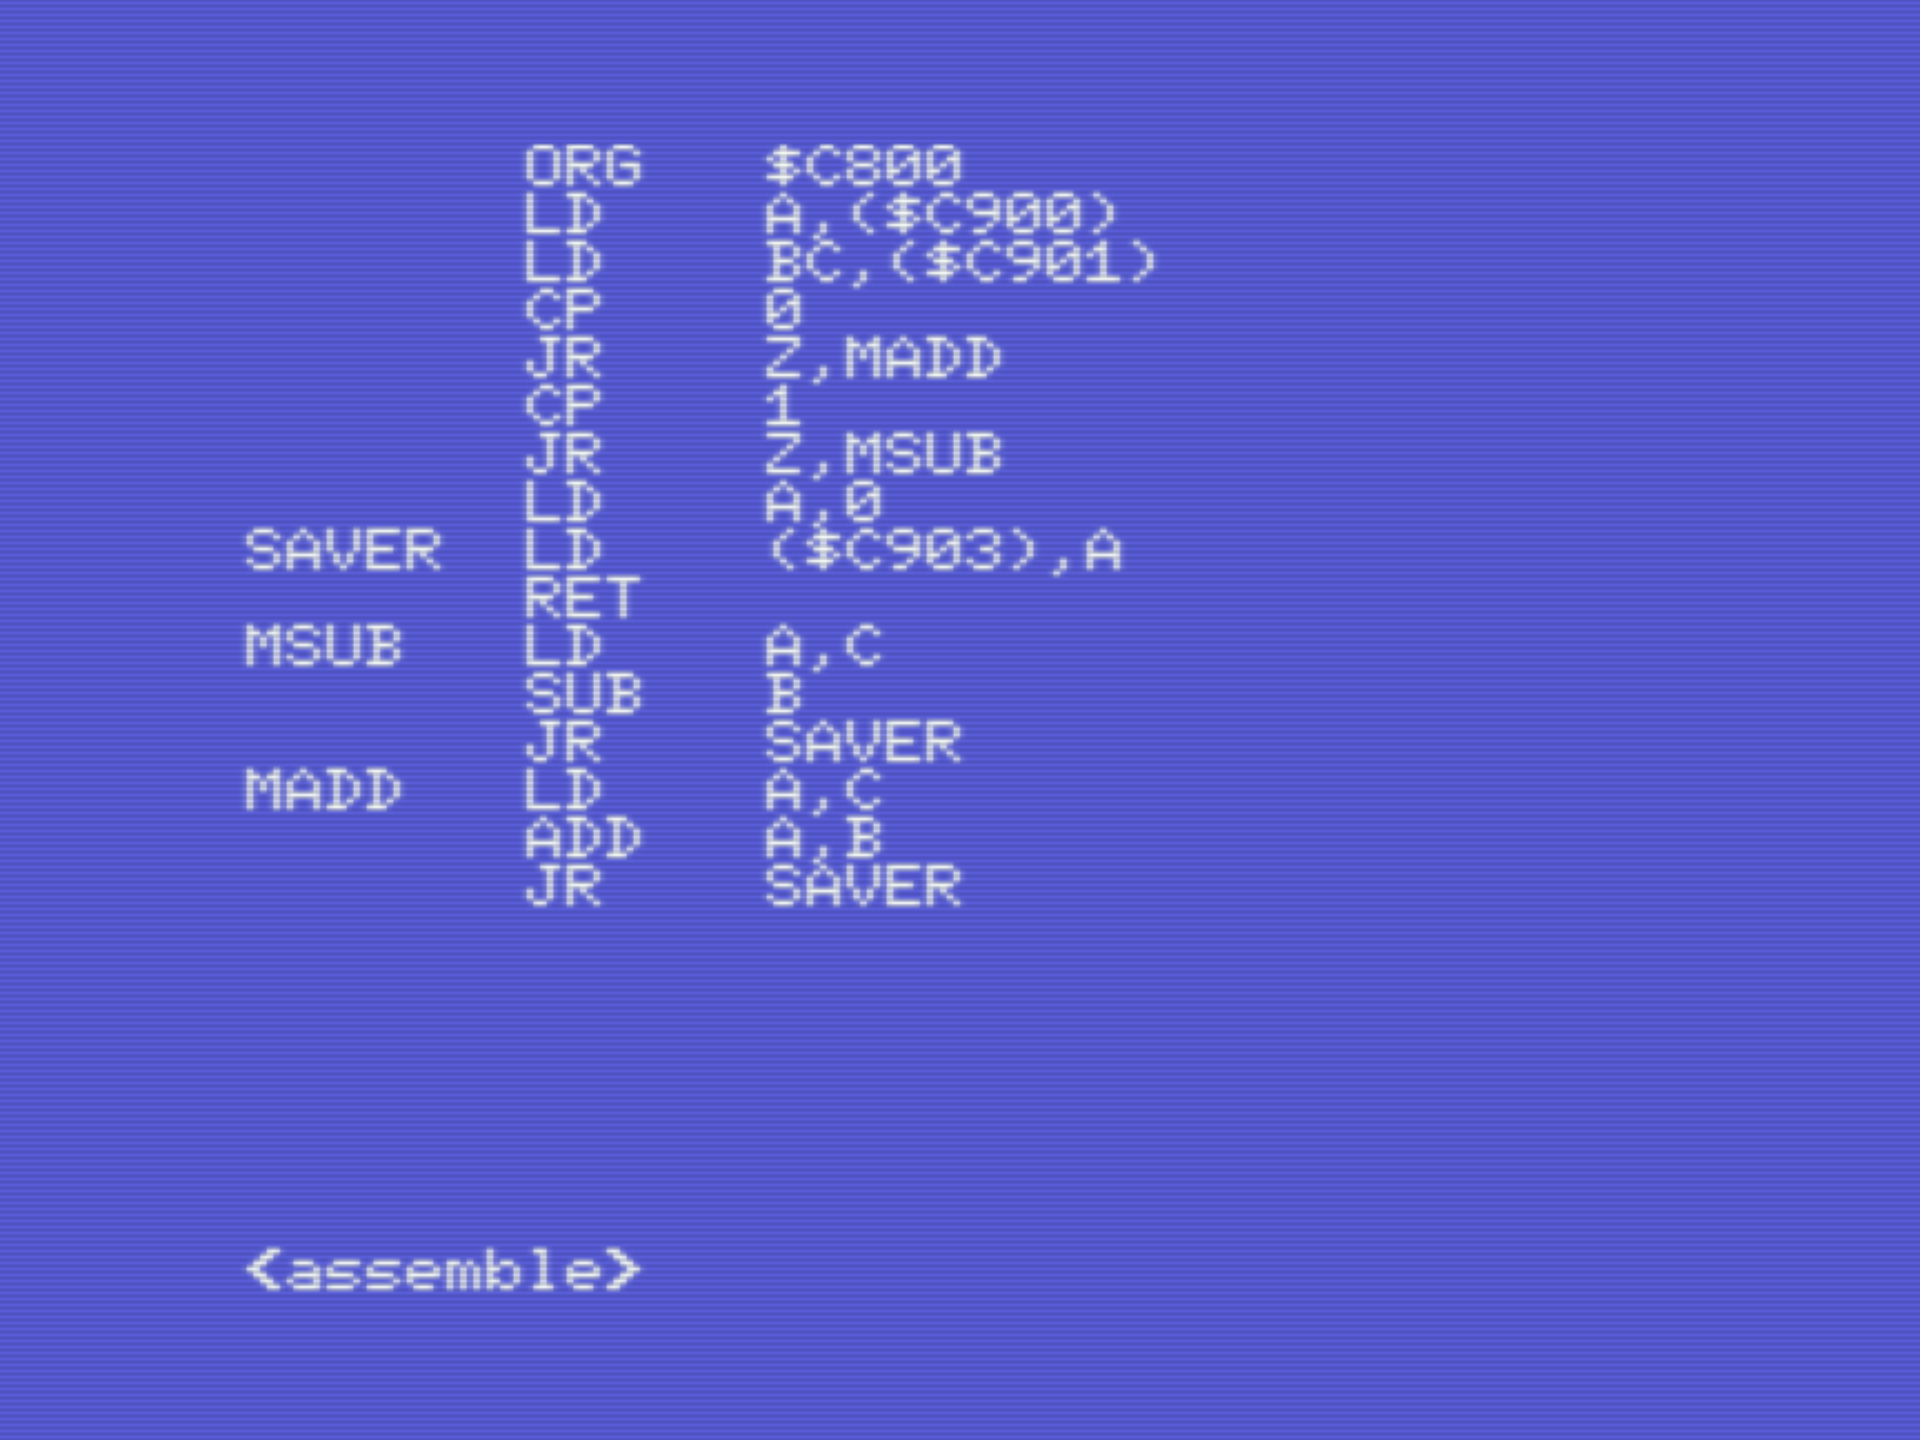 ORG $C800
LD A,($C900)
LD BC,($C901)
CP 0
JR Z,MADD
CP 1
JR Z,MSUB
LD A,0
SAVER LD ($C903),A
RET
MSUB LD A,C
SUB B
JR SAVER
MADD LD A,C
ADD A,B
JR SAVER
<assemble>